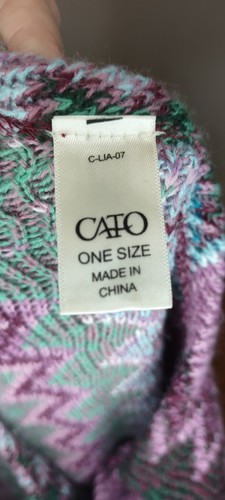 C-LIA-07
CATO
ONE SIZE
MADE IN
CHINA